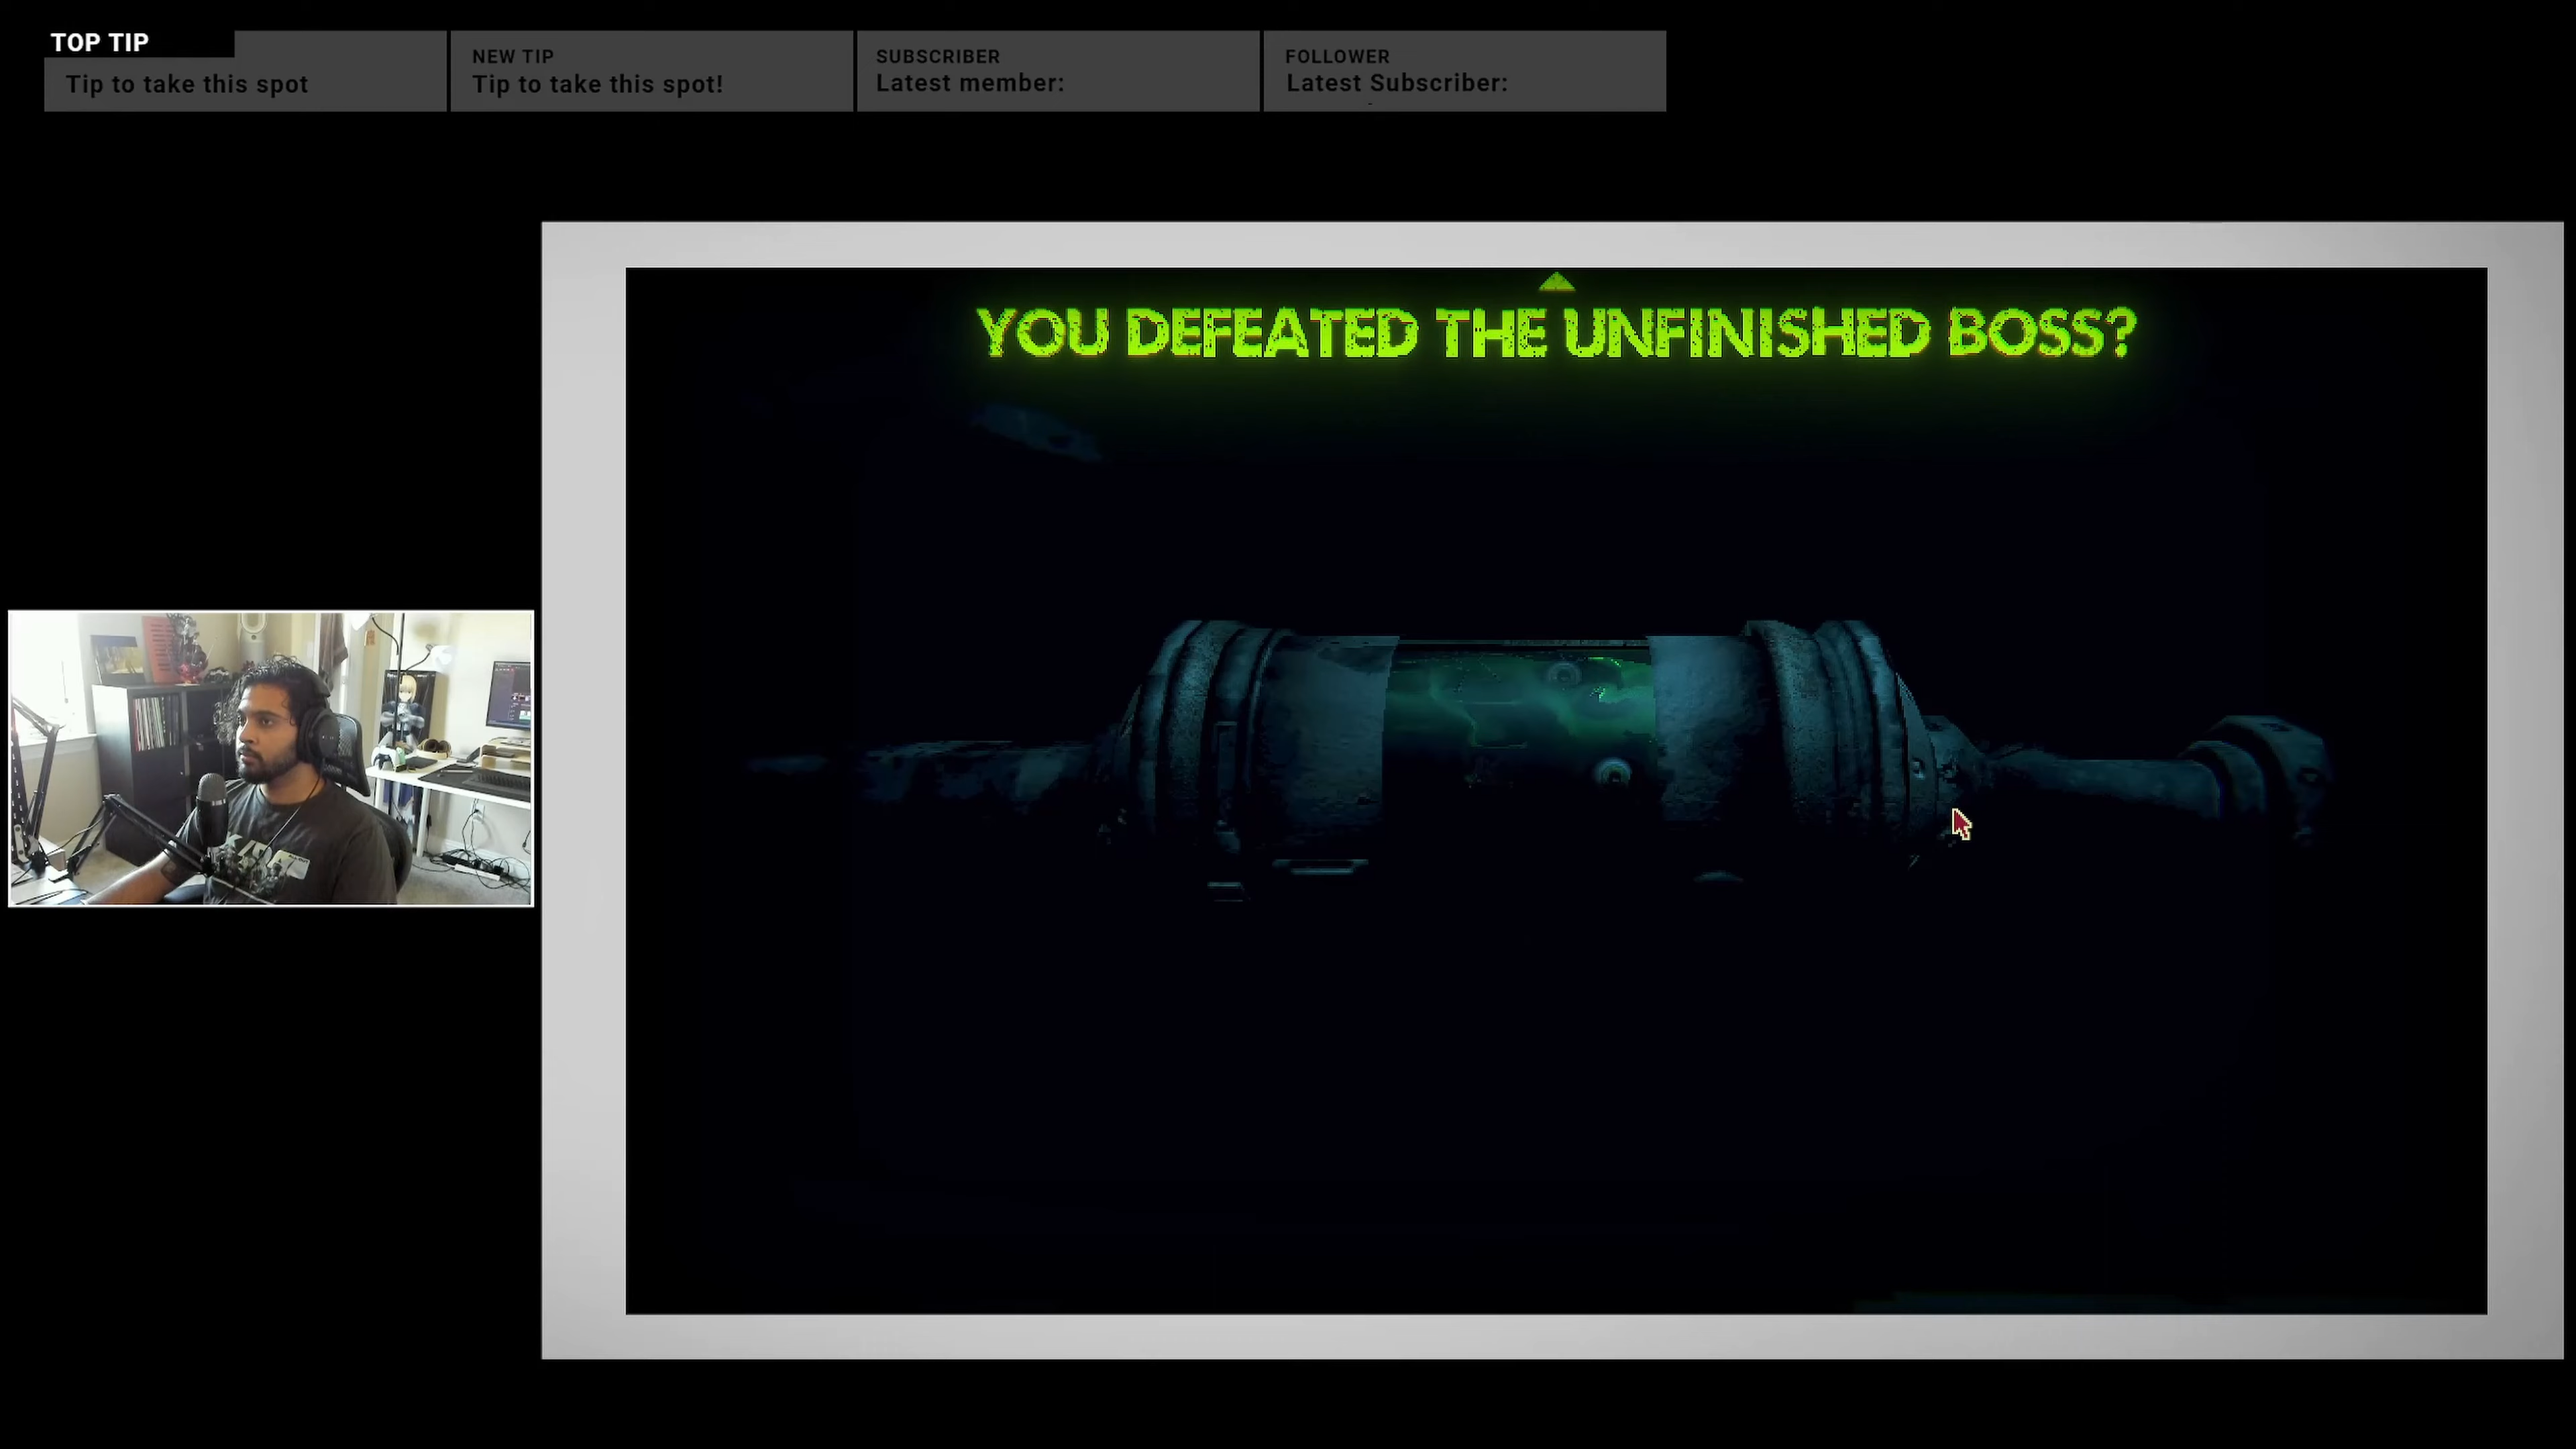 TOP TIP
Tip to take this spot
NEW TIP
Tip to take this spot!
SUBSCRIBER
Latest member:
FOLLOWER
Latest Subscriber:
YOU DEFEATED THE UNFINISHED BOSS?